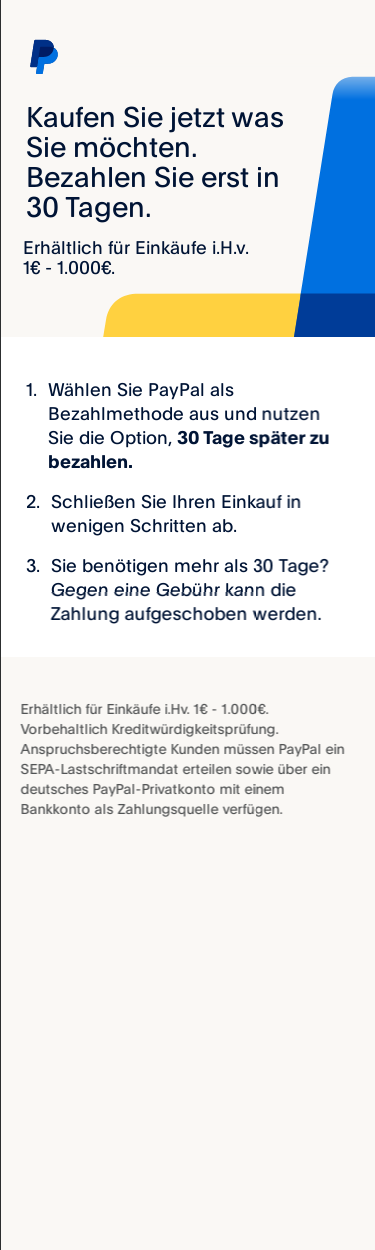 Kaufen Sie jetzt was
Sie möchten.
Bezahlen Sie erst in
30 Tagen.
Erhältlich für Einkäufe i.H.v.
1€ - 1.000€.
1. Wählen Sie PayPal als
Bezahlmethode aus und nutzen
Sie die Option, 30 Tage später zu
bezahlen.
2. Schließen Sie Ihren Einkauf in
wenigen Schritten ab.
3. Sie benötigen mehr als 30 Tage?
Gegen eine Gebühr kann die
Zahlung aufgeschoben werden.
Erhältlich für Einkäufe i.Hv. 1€ - 1.000€.
Vorbehaltlich Kreditwürdigkeitsprüfung.
Anspruchsberechtigte Kunden müssen PayPal ein
SEPA-Lastschriftmandat erteilen sowie über ein
deutsches PayPal-Privatkonto mit einem
Bankkonto als Zahlungsquelle verfügen.